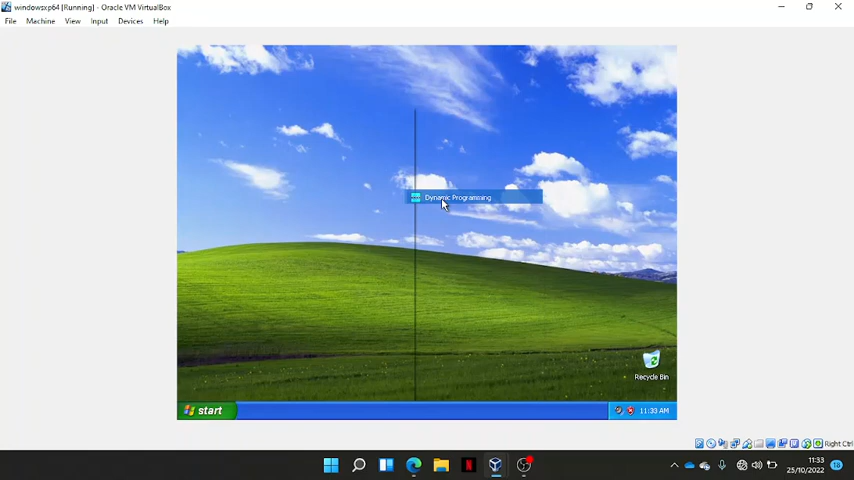 windowsxp64 [Running] - Oracle VM VirtualBox
File Machine View Input Devices Help
Dynamic Programming
Recycle Bin
start
11:33 AM
Right Ctrl
11:33
25/10/2022
18